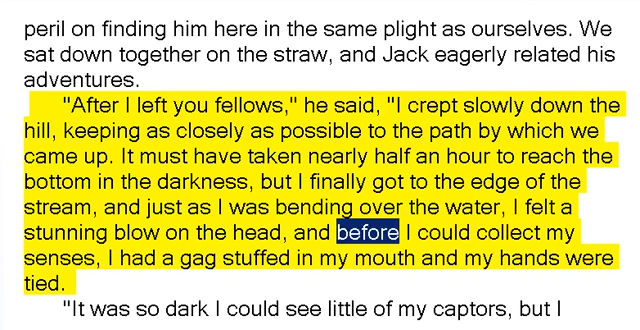 peril on finding him here in the same plight as ourselves. We
sat down together on the straw, and Jack eagerly related his
adventures.
"After I left you fellows," he said, "I crept slowly down the
hill, keeping as closely as possible to the path by which we
came up. It must have taken nearly half an hour to reach the
bottom in the darkness, but I finally got to the edge of the
stream, and just as I was bending over the water, I felt a
stunning blow on the head, and before I could collect my
senses, I had a gag stuffed in my mouth and my hands were
tied.
"It was so dark I could see little of my captors, but I